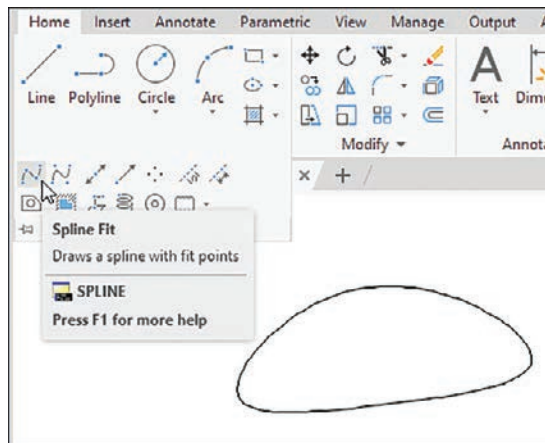 Home Insert Annotate Parametric View Manage Output
Line Polyline Circle Arc
Text
Modify
Spline Fit
Draws a spline with fit points
SPLINE
Press F1 for more help